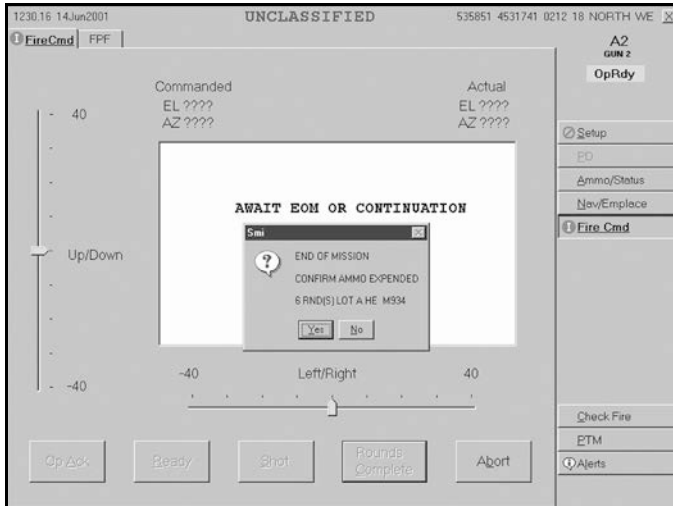 1230.16 14Jun2001 UNCLASSIFIED 535851 4531741 0212 18 NORTH WE X
FireCmd FPF
A2
GUN 2
OpRdy
Commanded Actual
EL ???? EL ????
AZ ???? AZ ????
40
Up/Down
-40
AWAIT EOM OR CONTINUATION
Smi
END OF MISSION
CONFIRM AMMO EXPENDED
6 RND(S) LOT A HE M934
Yes No
-40 Left/Right 40
Op Ack Ready Shot Rounds Complete Abort
Setup
PD
Ammo/Status
Nav/Emplace
Fire Cmd
Check Fire
PTM
Alerts